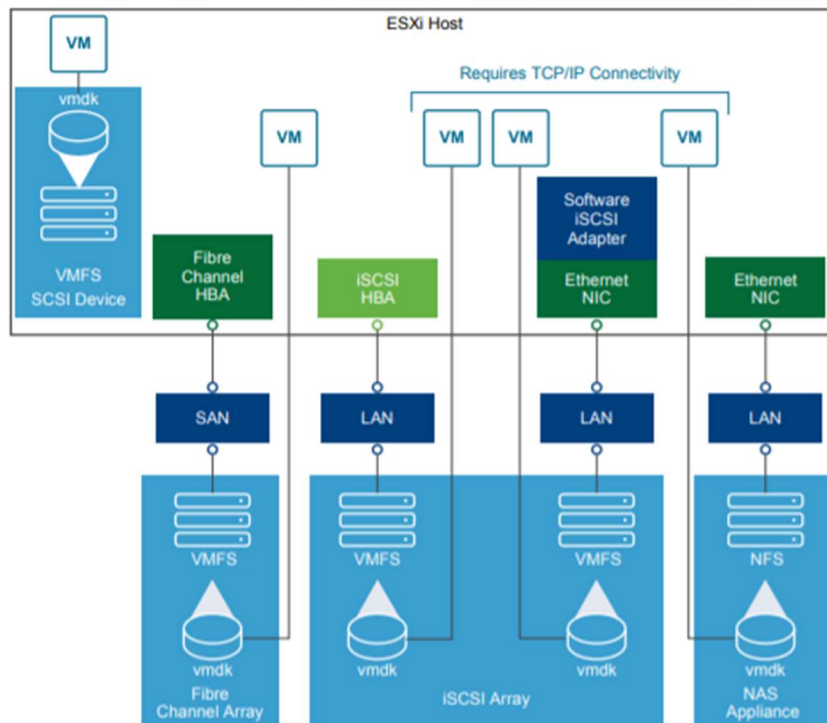 ESXi Host
VM
Requires TCP/IP Connectivity
vmdk
VM
VM
VM
VM
VMFS
SCSI Device
Fibre
Channel
HBA
iSCSI
HBA
Software
iSCSI
Adapter
Ethernet
NIC
Ethernet
NIC
SAN
LAN
LAN
LAN
VMFS
VMFS
VMFS
NFS
vmdk
vmdk
vmdk
vmdk
Fibre
Channel Array
iSCSI Array
NAS
Appliance